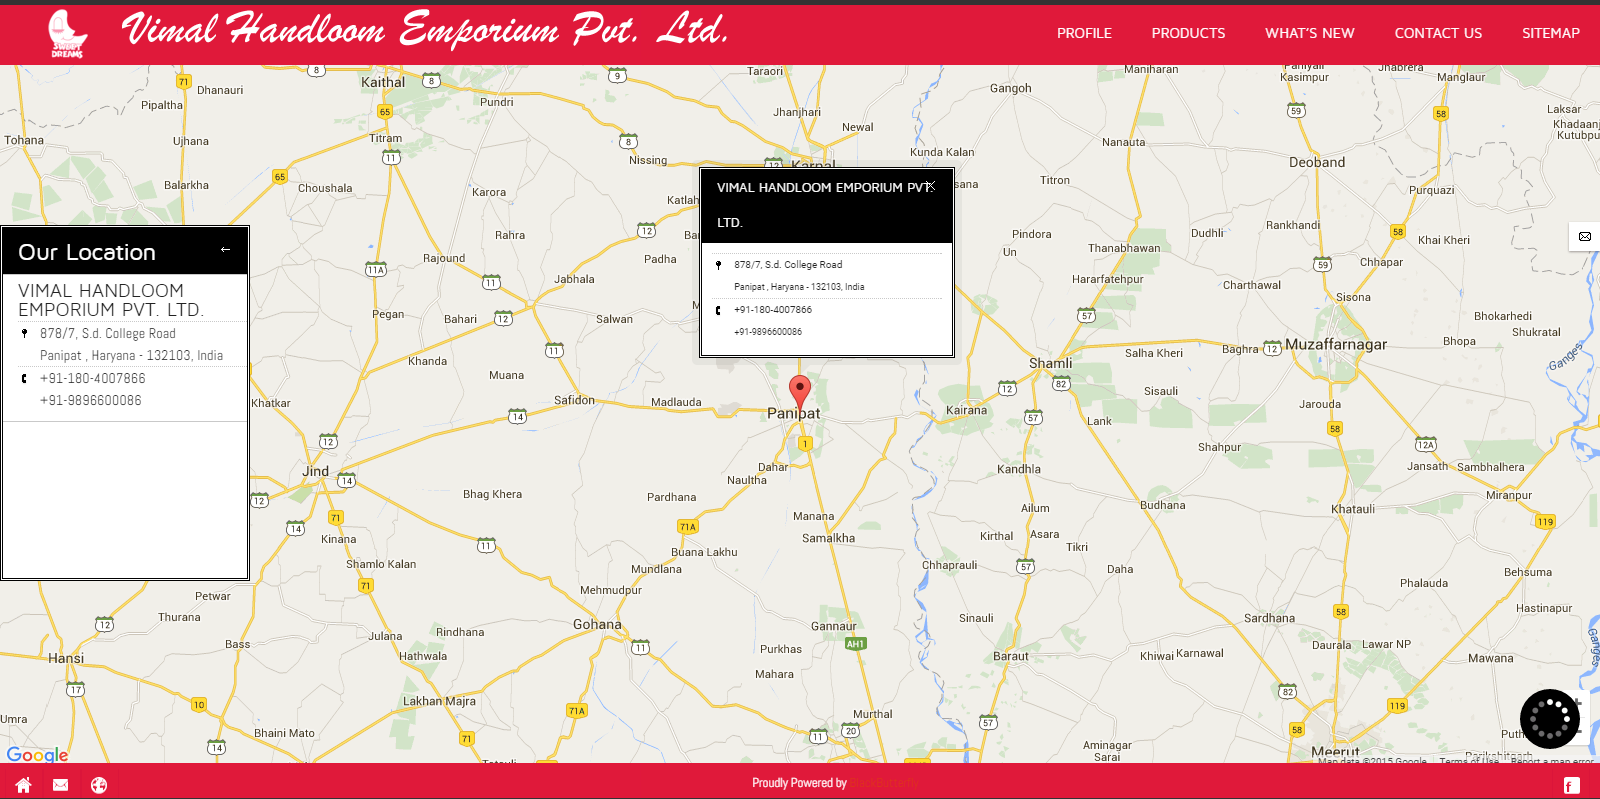 SWEET
DREAMS
Vimal Handloom Emporium Pvt. Ltd.
PROFILE
PRODUCTS
WHAT'S NEW
CONTACT US
SITEMAP
Our Location
VIMAL HANDLOOM
EMPORIUM PVT. LTD.
878/7, S.d. College Road
Panipat , Haryana - 132103, India
+91-180-4007866
+91-9896600086
VIMAL HANDLOOM EMPORIUM PVT.
LTD.
878/7, S.d. College Road
Panipat , Haryana - 132103, India
+91-180-4007866
+91-9896600086
Dhanauri
Kaithal
Pundri
Taraori
Gangoh
Maniharan
Kasimpur
Jhabrera
Manglaur
Pipaltha
Jhanjhari
Newal
Laksar
Tohana
Ujhana
Titram
Nissing
Karnal
Kunda Kalan
Nanauta
Deoband
Balarkha
Choushala
Karora
Titron
Purquazi
Rahra
Pindora
Un
Dudhli
Rankhandi
Khai Kheri
Rajound
Padha
Thanabhawan
Chhapar
Jabhala
Hararfatehpur
Charthawal
Sisona
Pegan
Bahari
Salwan
Bhokarhedi
Shukratal
Khanda
Muana
Shamli
Salha Kheri
Baghra
Muzaffarnagar
Bhopa
Ganges
Khatkar
Safidon
Madlauda
Panipat
Kairana
Lank
Sisauli
Jarouda
Jind
Dahar
Naultha
Kandhla
Shahpur
Jansath
Sambhalhera
Bhag Khera
Pardhana
Manana
Ailum
Budhana
Khatauli
Miranpur
Kinana
Samalkha
Kirthal
Asara
Tikri
Shamlo Kalan
Buana Lakhu
Mundlana
Chhaprauli
Daha
Behsuma
Petwar
Mehmudpur
Phalauda
Thurana
Gohana
Gannaur
Sinauli
Sardhana
Hastinapur
Julana
Rindhana
Bass
Hathwala
Purkhas
Baraut
Khiwai
Karnawal
Daurala
Lawar NP
Mawana
Ganges
Hansi
Mahara
Lakhan Majra
Murthal
Umra
Bhaini Mato
Aminagar
Sarai
Meerut
Google
Map data ©2015 Google
Terms of Use
Report a map error
Proudly Powered by